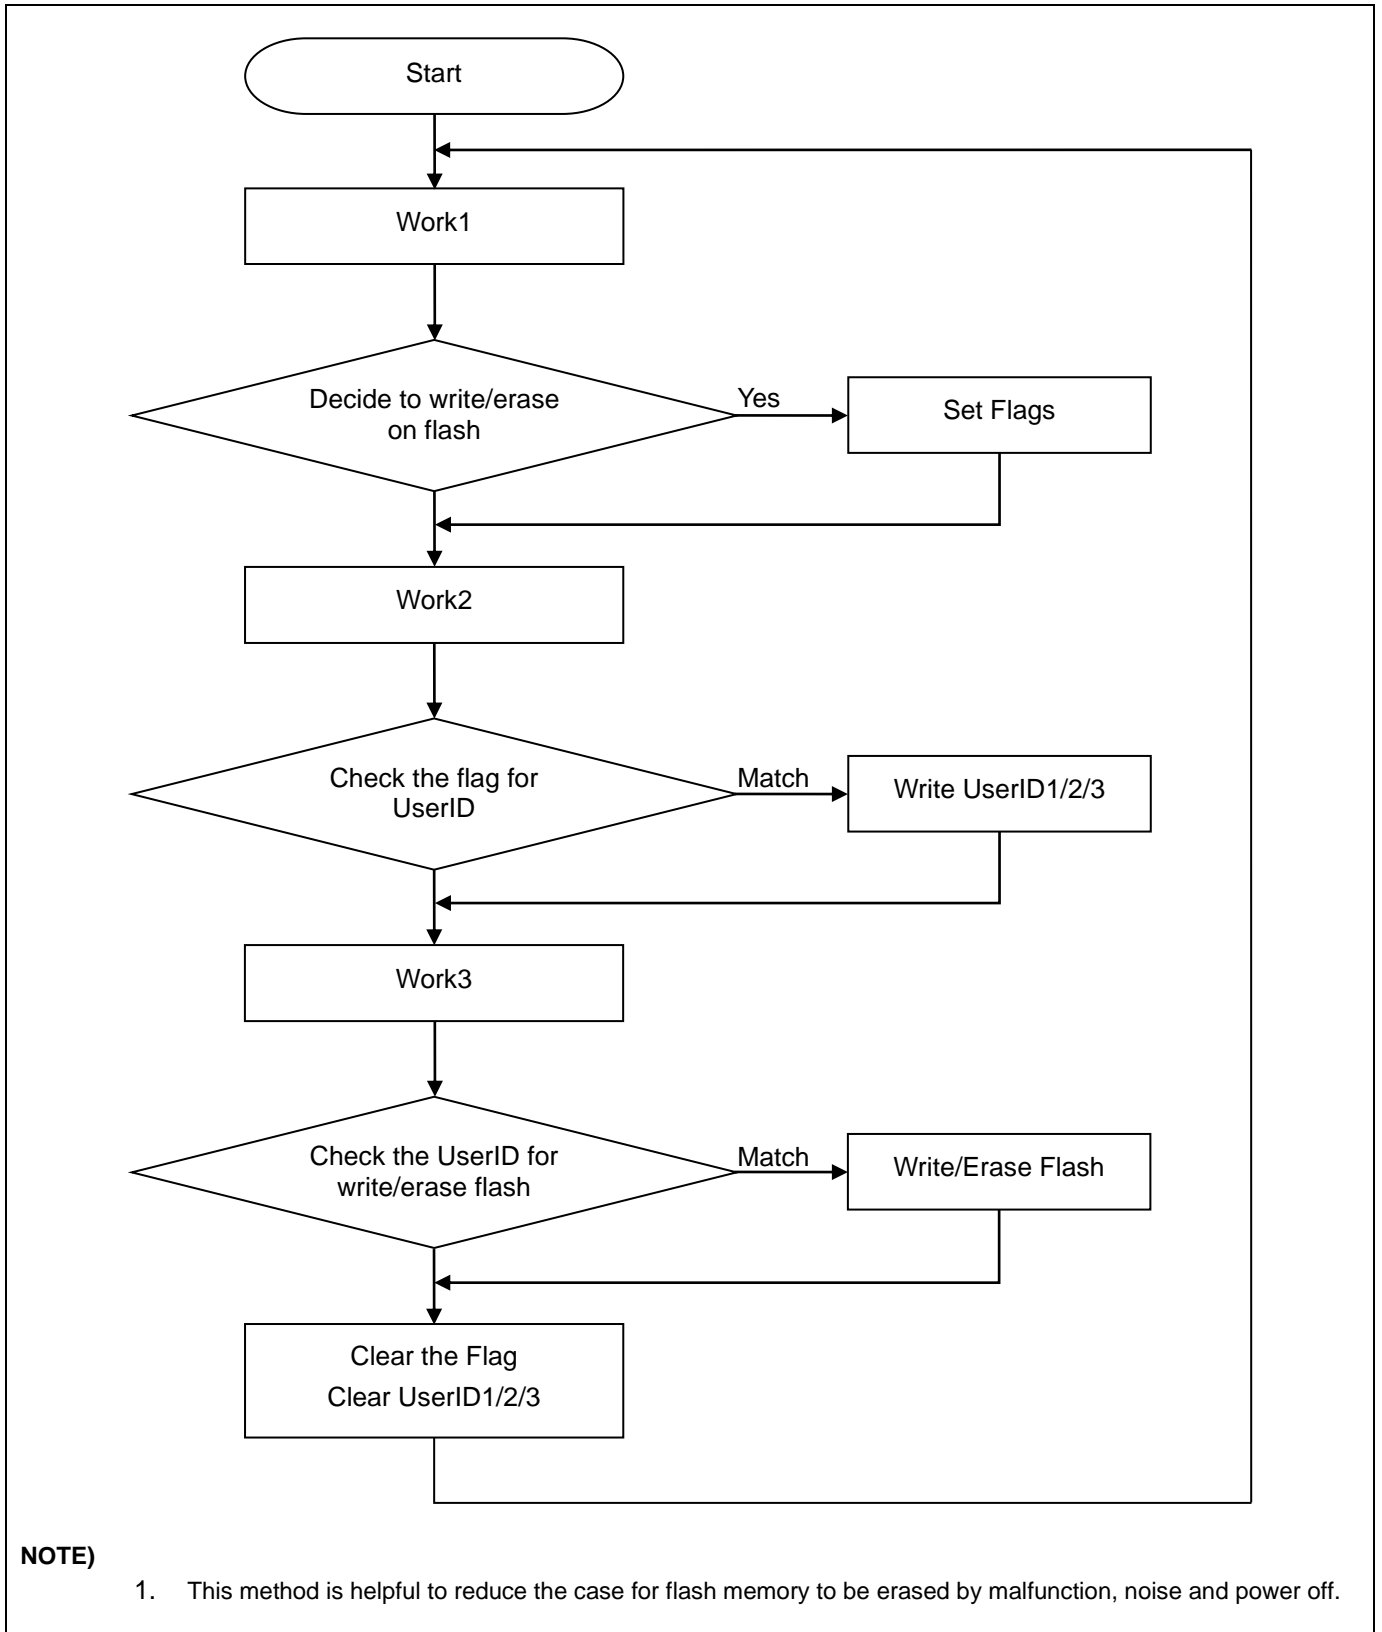 Start
Work1
Decide to write/erase
on flash
Yes
Set Flags
Work2
Check the flag for
UserID
Match
Write UserID1/2/3
Work3
Check the UserID for
write/erase flash
Match
Write/Erase Flash
Clear the Flag
Clear UserID1/2/3
NOTE)
1. This method is helpful to reduce the case for flash memory to be erased by malfunction, noise and power off.